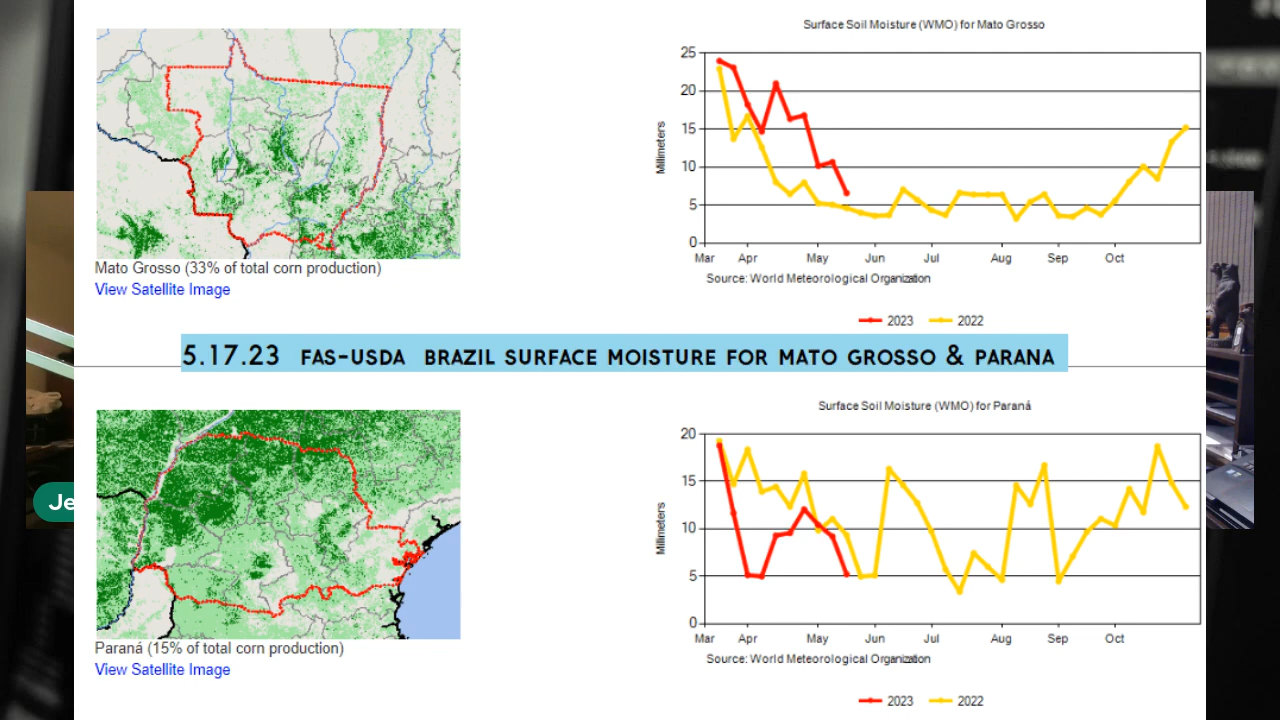 Surface Soil Moisture (WMO) for Mato Grosso
25
20
15
10
5
0
Millimeters
Mar Apr May Jun Jul Aug Sep Oct
Source: World Meteorological Organization
2023 2022
Mato Grosso (33% of total corn production)
View Satellite Image
5.17.23 FAS-USDA BRAZIL SURFACE MOISTURE FOR MATO GROSSO & PARANA
Surface Soil Moisture (WMO) for Paraná
20
15
10
5
0
Millimeters
Mar Apr May Jun Jul Aug Sep Oct
Source: World Meteorological Organization
2023 2022
Paraná (15% of total corn production)
View Satellite Image
Je